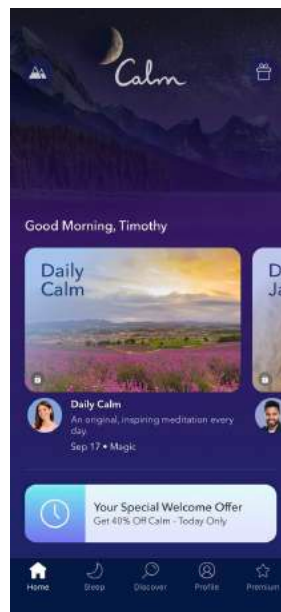 Calm
Good Morning, Timothy
Daily
Calm
D
Ja
Daily Calm
An original, inspiring meditation every
day.
Sep 17 • Magic
Your Special Welcome Offer
Get 40% Off Calm - Today Only
Home
Sleep
Discover
Profile
Premium